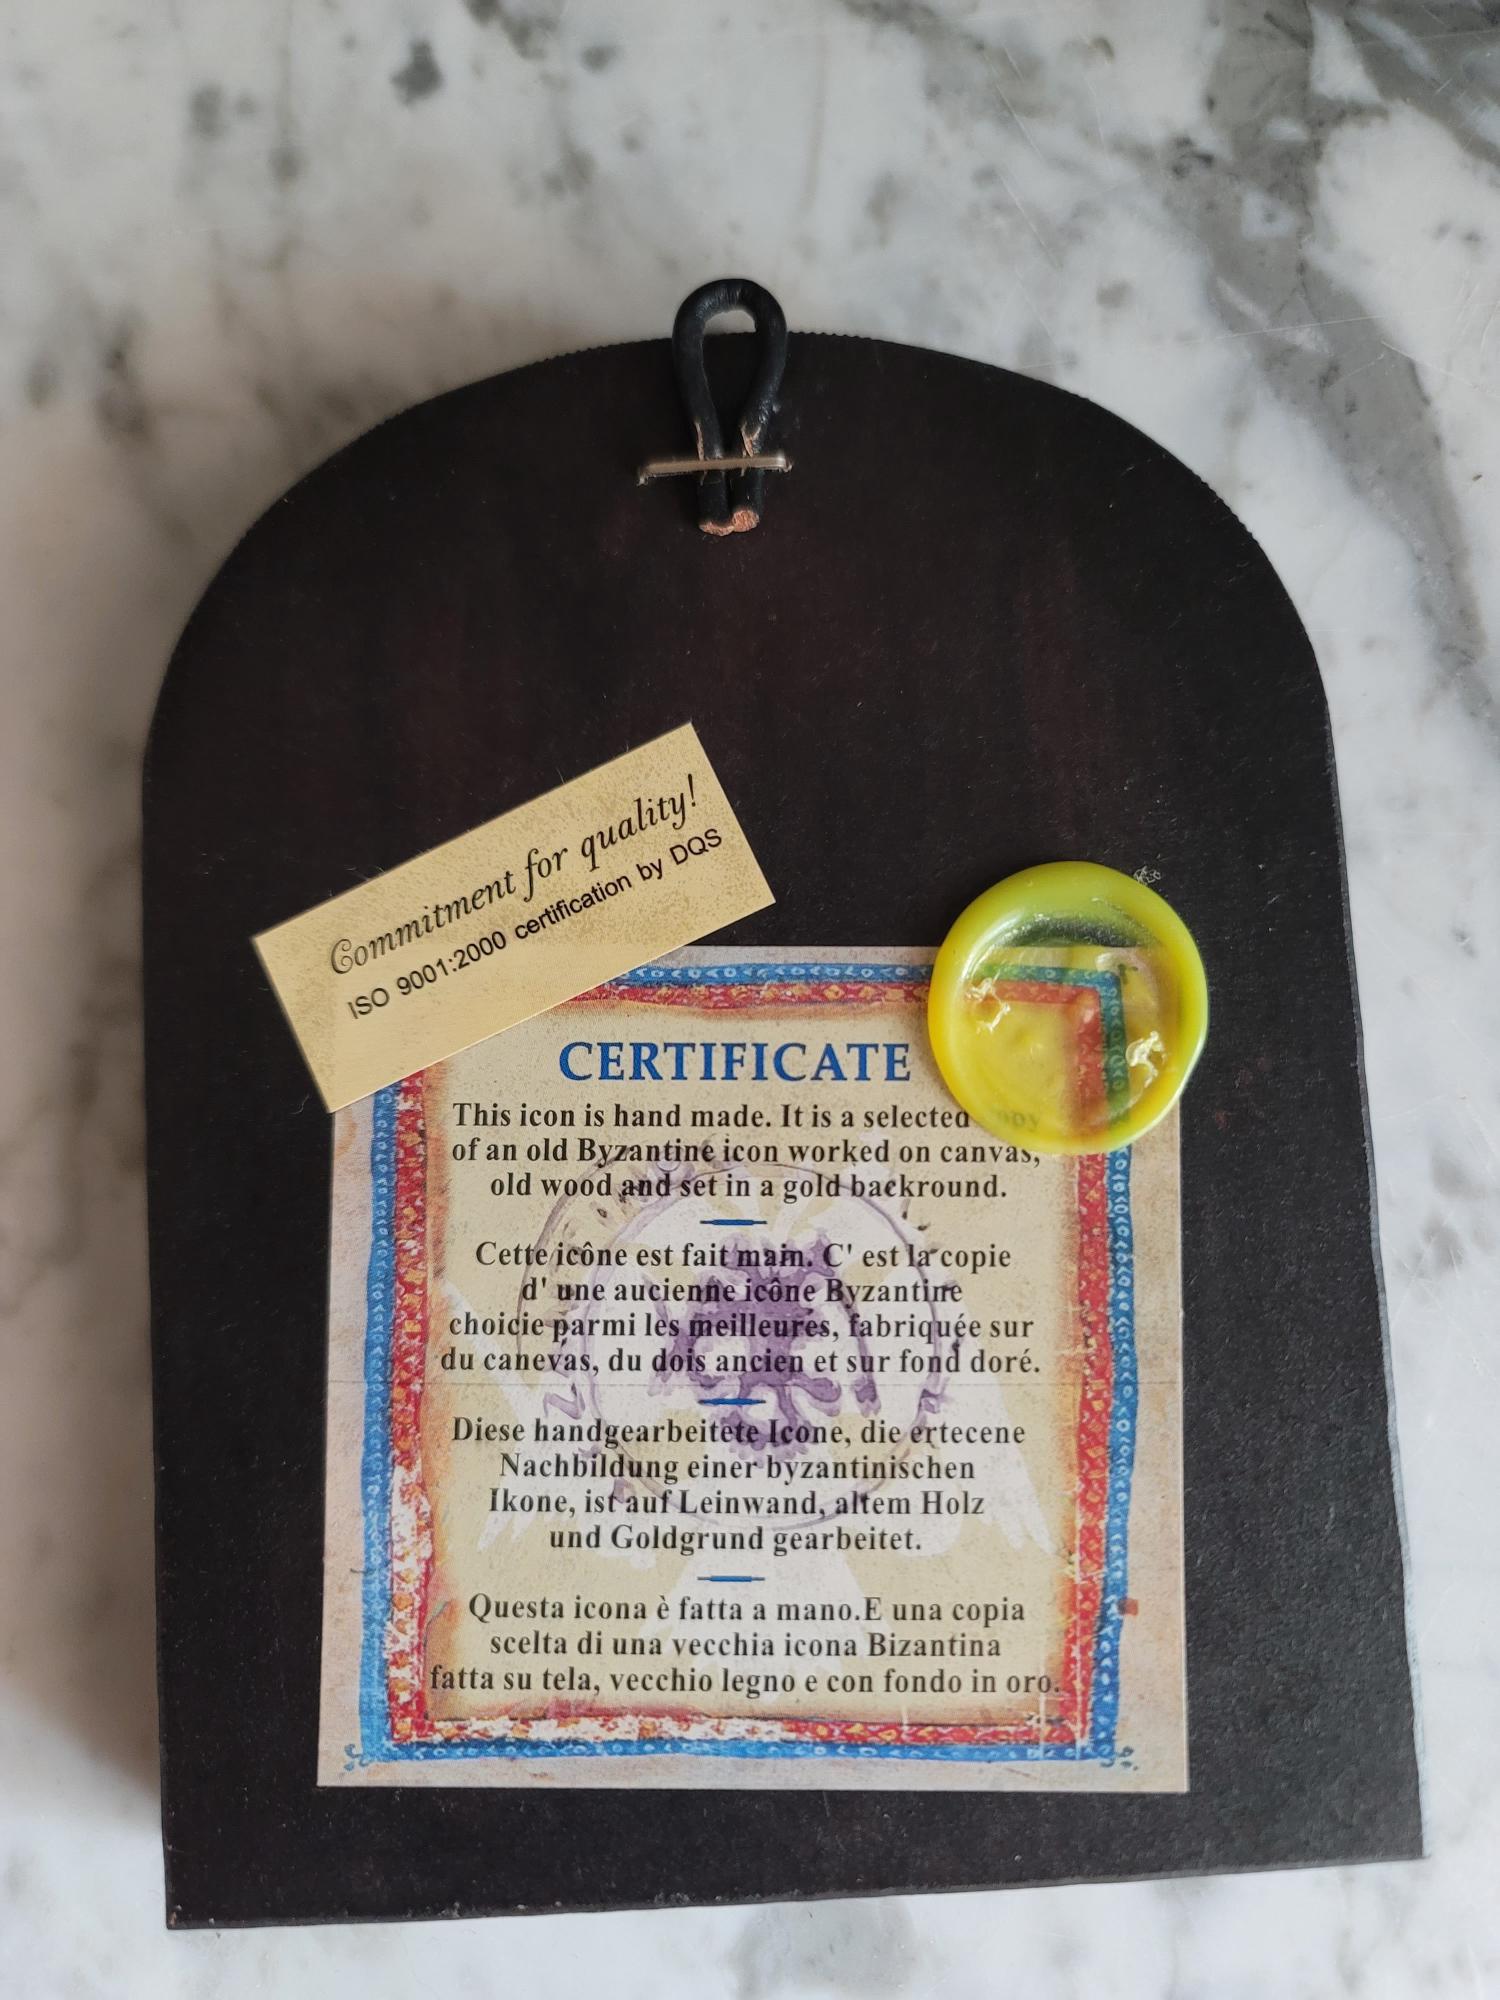 Commitment for quality!
ISO 9001:2000 certification by DQS
CERTIFICATE
This icon is hand made. It is a selected copy
of an old Byzantine icon worked on canvas,
old wood and set in a gold backround.
Cette icône est fait main. C' est la copie
d' une aucienne icône Byzantine
choicie parmi les meilleures, fabriquée sur
du canevas, du dois ancien et sur fond doré.
Diese handgearbeitete Icone, die ertecene
Nachbildung einer byzantinischen
Ikone, ist auf Leinwand, altem Holz
und Goldgrund gearbeitet.
Questa icona è fatta a mano.E una copia
scelta di una vecchia icona Bizantina
fatta su tela, vecchio legno e con fondo in oro.